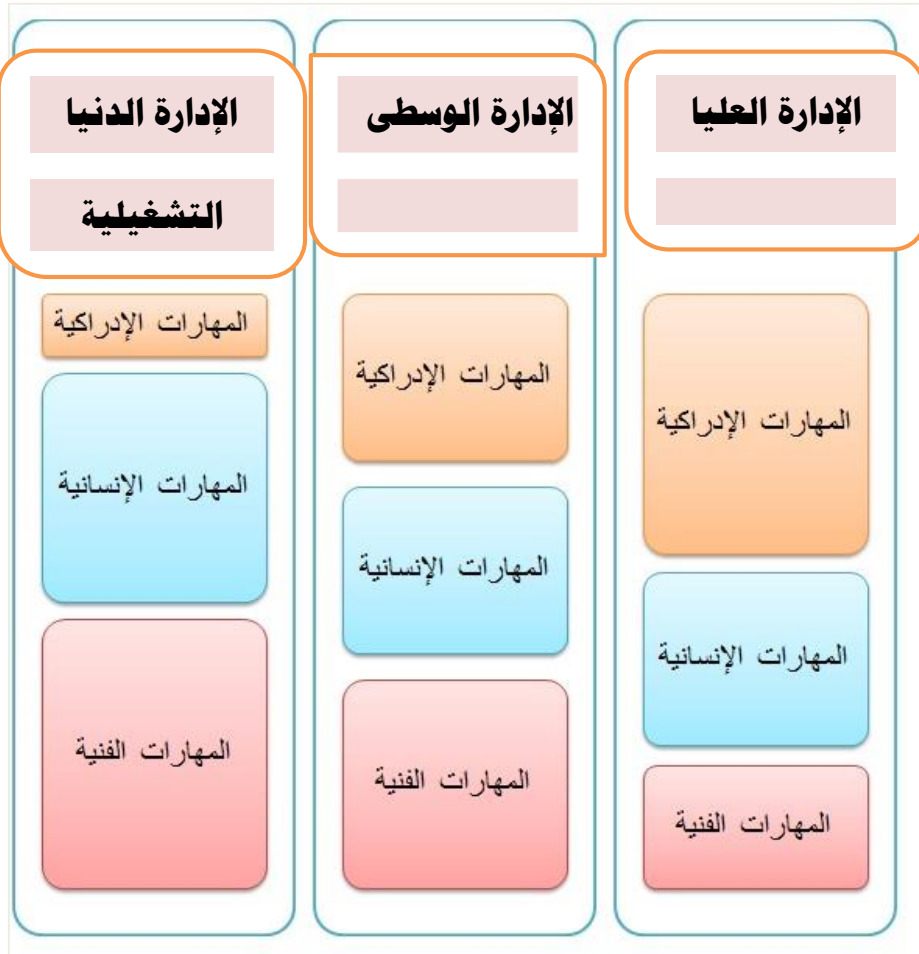 الإدارة العليا
المهارات الإدراكية
المهارات الإنسانية
المهارات الفنية
الإدارة الوسطى
المهارات الإدراكية
المهارات الإنسانية
المهارات الفنية
الإدارة الدنيا
التشغيلية
المهارات الإدراكية
المهارات الإنسانية
المهارات الفنية